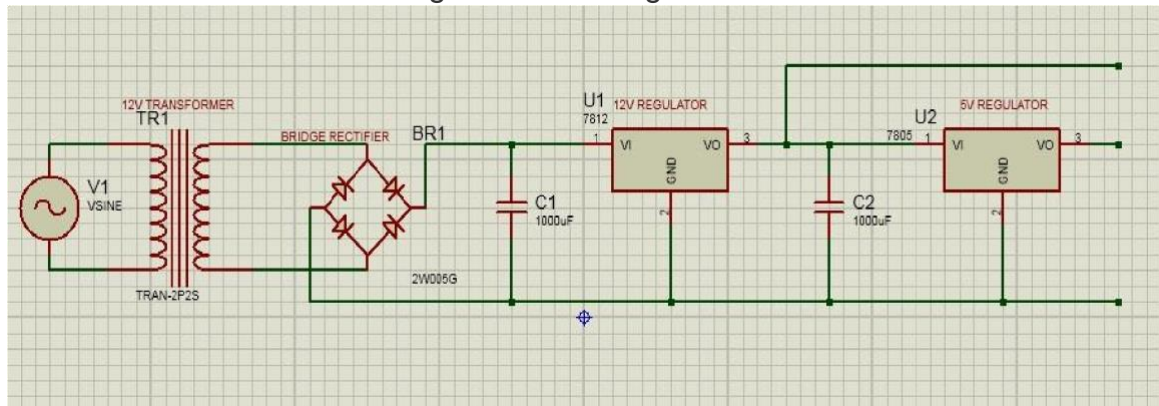 12V TRANSFORMER
TR1
V1
VSINE
TRAN-2P2S
BRIDGE RECTIFIER
BR1
2W005G
C1
1000uF
U1
12V REGULATOR
7812
1
VI
VO
3
GND
2
C2
1000uF
U2
5V REGULATOR
7805
1
VI
VO
3
GND
2